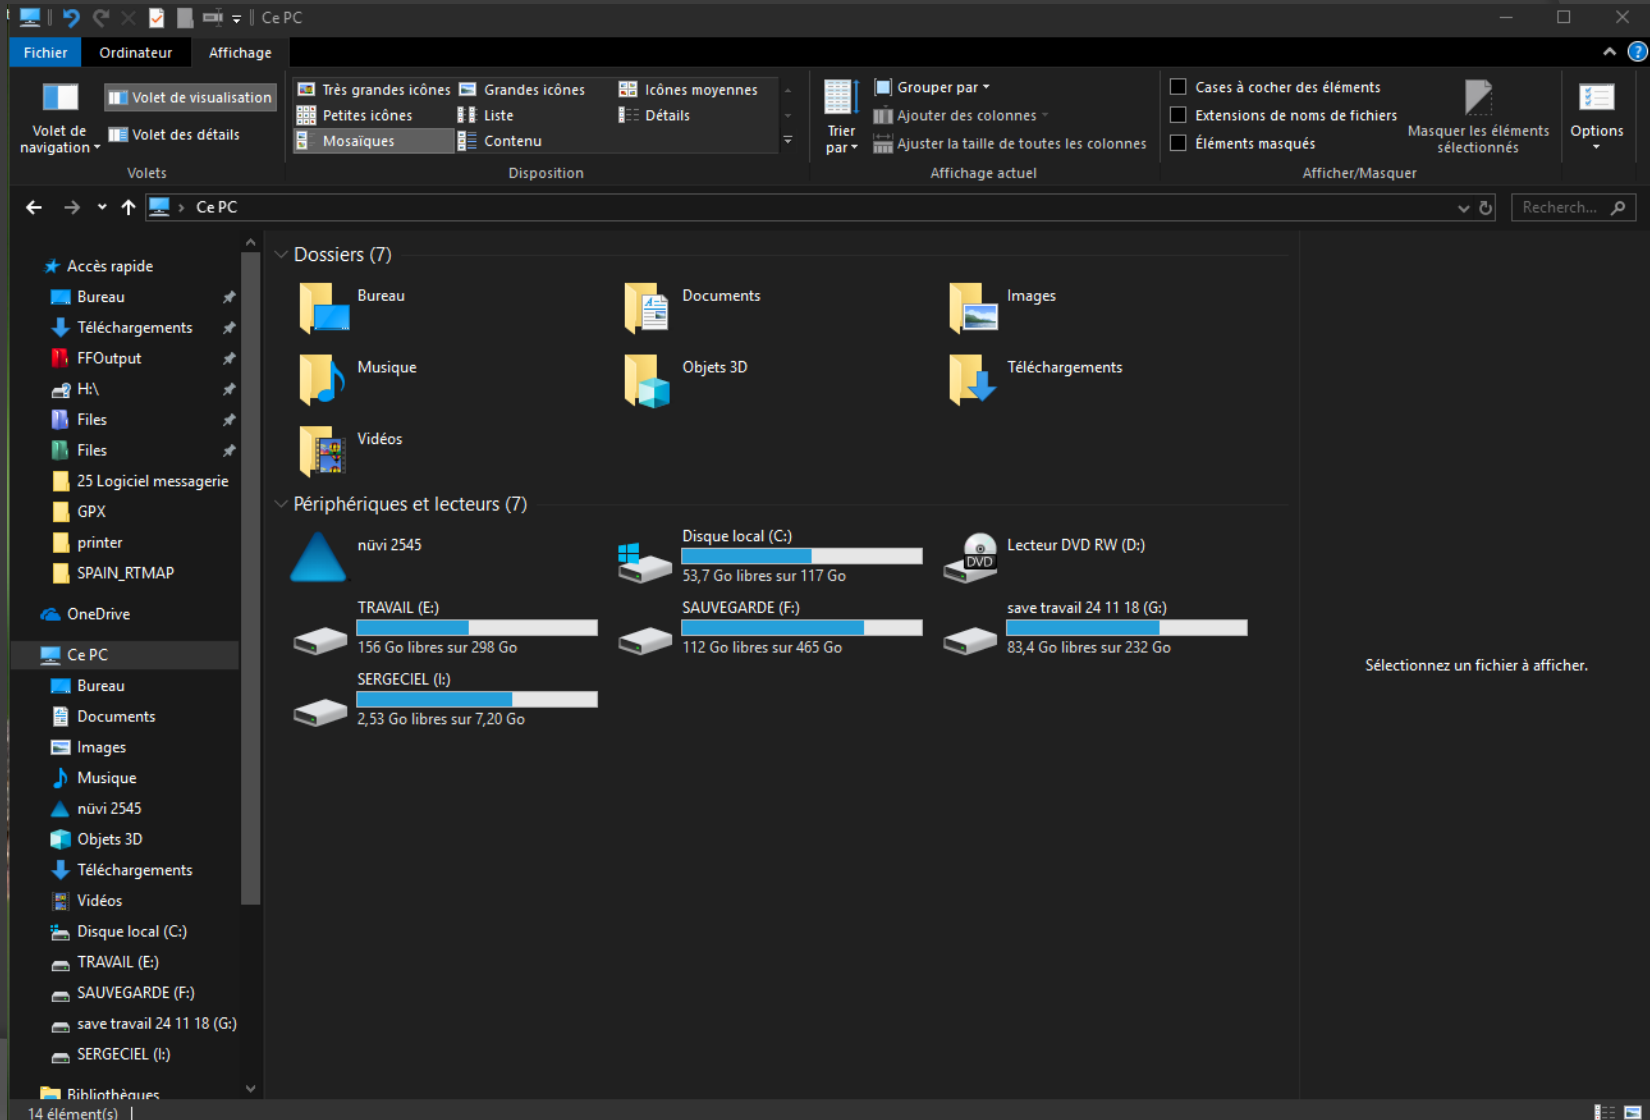 Ce PC
Fichier Ordinateur Affichage
Volet de navigation
Volet de visualisation
Volet des détails
Volets
Très grandes icônes Grandes icônes Icônes moyennes
Petites icônes Liste Détails
Mosaïques Contenu
Disposition
Trier par
Grouper par
Ajouter des colonnes
Ajuster la taille de toutes les colonnes
Affichage actuel
Cases à cocher des éléments
Extensions de noms de fichiers
Éléments masqués
Masquer les éléments sélectionnés
Afficher/Masquer
Options
Ce PC
Recherch...
Accès rapide
Bureau
Téléchargements
FFOutput
H:\
Files
Files
25 Logiciel messagerie
GPX
printer
SPAIN_RTMAP
OneDrive
Ce PC
Bureau
Documents
Images
Musique
nüvi 2545
Objets 3D
Téléchargements
Vidéos
Disque local (C:)
TRAVAIL (E:)
SAUVEGARDE (F:)
save travail 24 11 18 (G:)
SERGECIEL (I:)
Bibliothèques
Dossiers (7)
Bureau
Documents
Images
Musique
Objets 3D
Téléchargements
Vidéos
Périphériques et lecteurs (7)
nüvi 2545
Disque local (C:)
53,7 Go libres sur 117 Go
Lecteur DVD RW (D:)
DVD
TRAVAIL (E:)
156 Go libres sur 298 Go
SAUVEGARDE (F:)
112 Go libres sur 465 Go
save travail 24 11 18 (G:)
83,4 Go libres sur 232 Go
SERGECIEL (I:)
2,53 Go libres sur 7,20 Go
Sélectionnez un fichier à afficher.
14 élément(s)